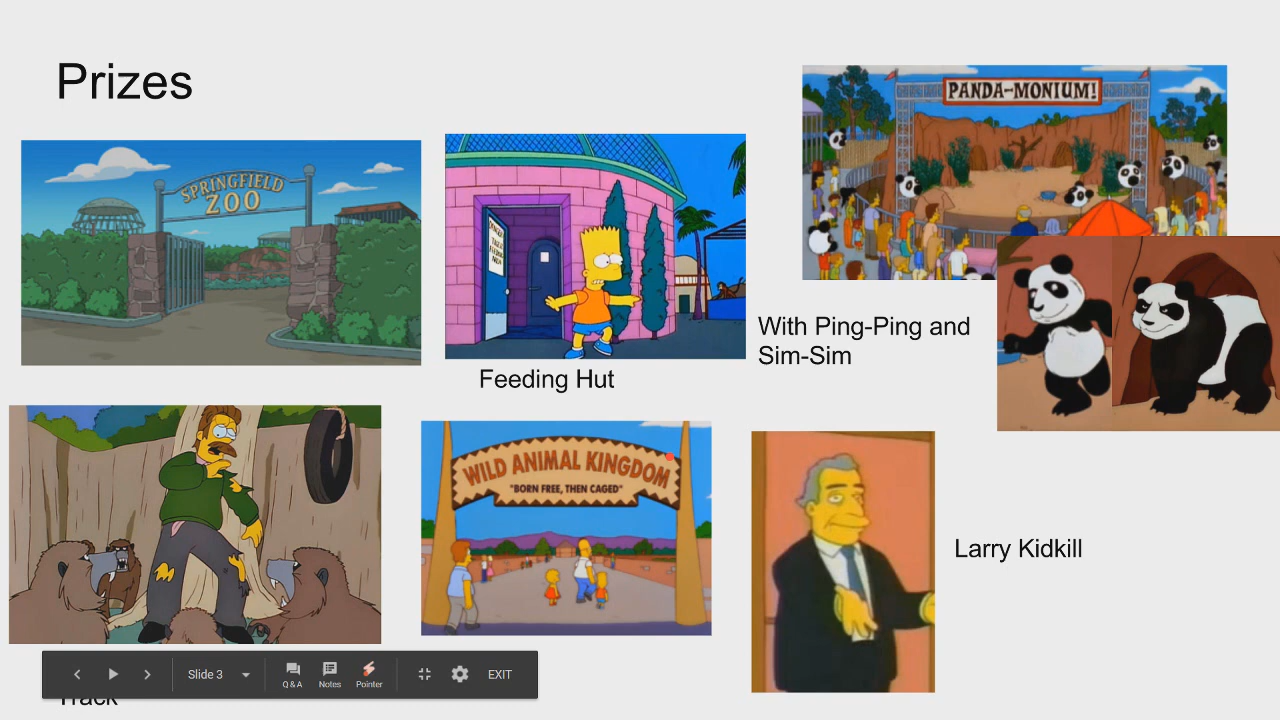 Prizes
PANDA-MONIUM!
SPRINGFIELD
ZOO
With Ping-Ping and
Sim-Sim
Feeding Hut
WILD ANIMAL KINGDOM
"BORN FREE, THEN CAGED"
Larry Kidkill
Slide 3
Q & A
Notes
Pointer
EXIT
Track